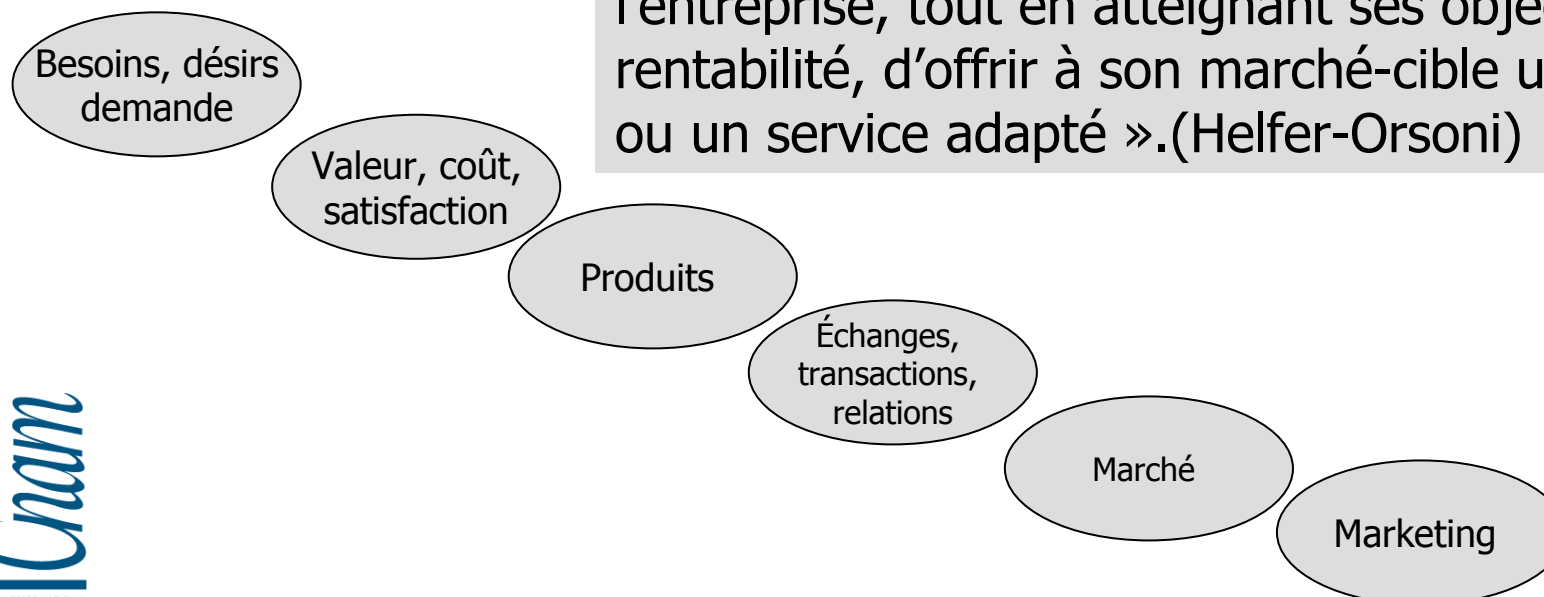 l'entreprise, tout en atteignant ses obje
rentabilité, d'offrir à son marché-cible u
ou un service adapté ».(Helfer-Orsoni)
Besoins, désirs
demande
Valeur, coût,
satisfaction
Produits
Échanges,
transactions,
relations
Marché
Marketing
Cnam